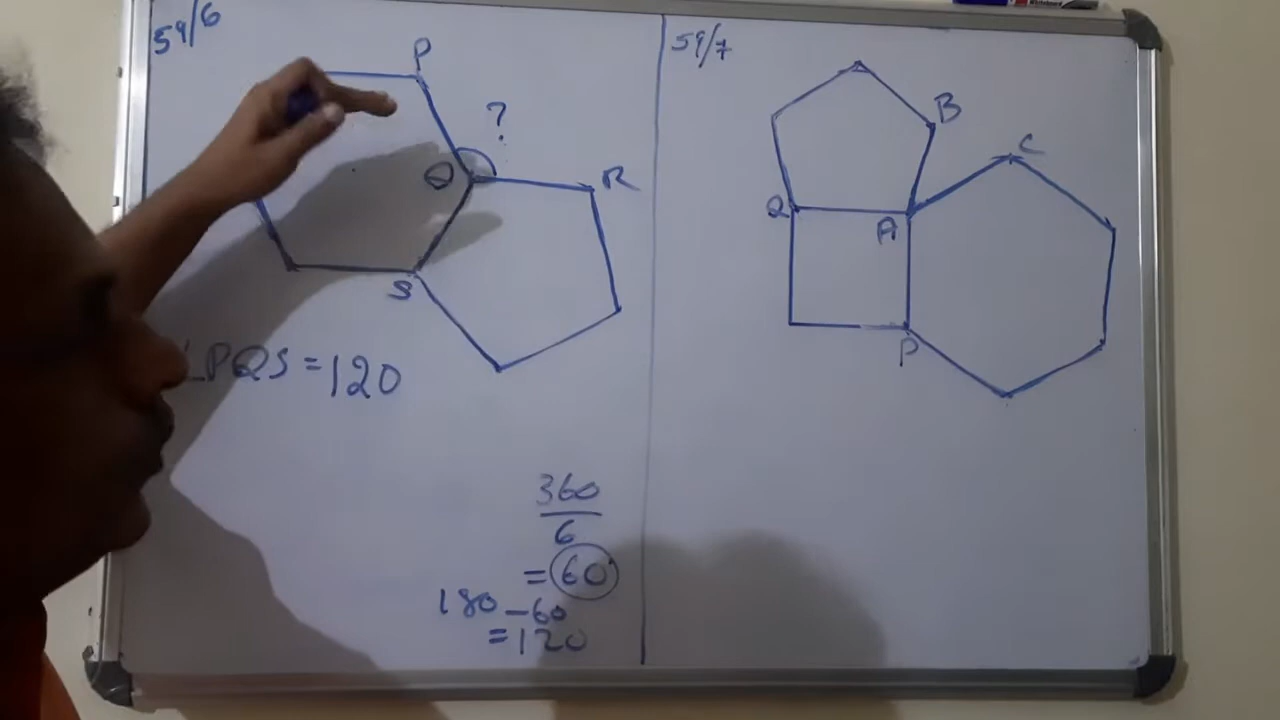 59/6
P
?
Q
R
S
∠PQS = 120
360
6
= 60
180 - 60
= 120
59/7
B
C
Q
A
P